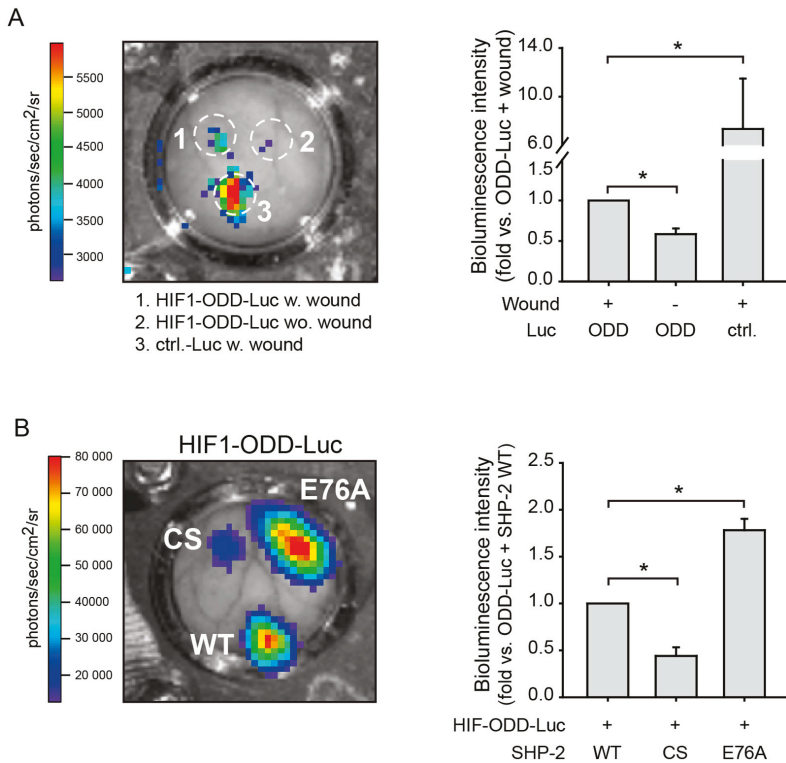 A
photons/sec/cm2/sr
5500
5000
4500
4000
3500
3000
1
2
3
1. HIF1-ODD-Luc w. wound
2. HIF1-ODD-Luc wo. wound
3. ctrl.-Luc w. wound
Bioluminescence intensity
(fold vs. ODD-Luc + wound)
14.0
10.0
6.0
1.5
1.0
0.5
0.0
*
*
Wound + - +
Luc ODD ODD ctrl.
B
HIF1-ODD-Luc
photons/sec/cm2/sr
80 000
70 000
60 000
50 000
40000
30 000
20 000
E76A
CS
WT
Bioluminescence intensity
(fold vs. ODD-Luc + SHP-2 WT)
2.5
2.0
1.5
1.0
0.5
0.0
*
*
HIF-ODD-Luc + + +
SHP-2 WT CS E76A